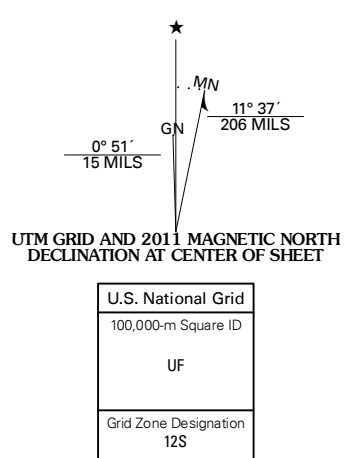 ★
MN
11° 37´
206 MILS
GN
0° 51´
15 MILS
UTM GRID AND 2011 MAGNETIC NORTH
DECLINATION AT CENTER OF SHEET
U.S. National Grid
100,000-m Square ID
UF
Grid Zone Designation
12S